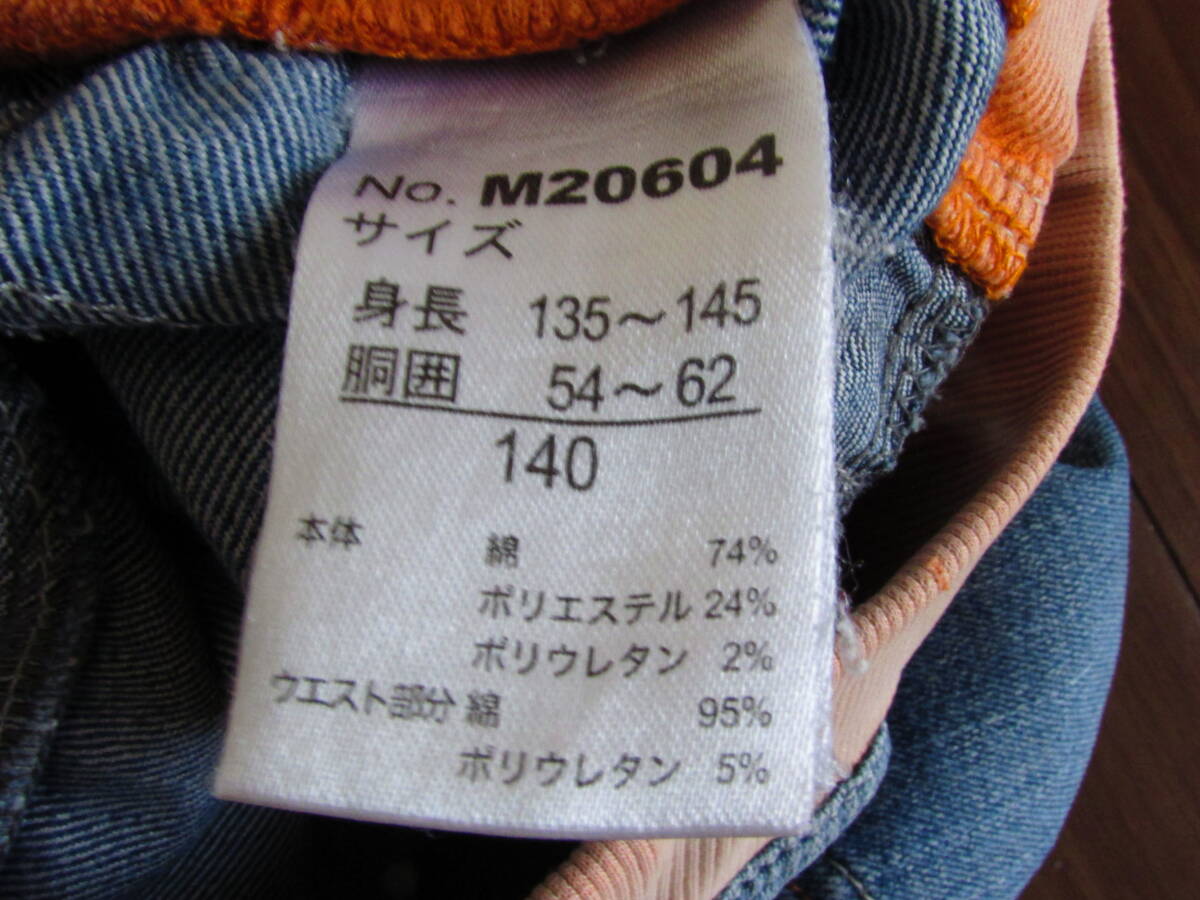 No. M20604
サイズ
身長 135～145
胴囲 54～62
140
本体 綿 74%
ポリエステル 24%
ポリウレタン 2%
ウエスト部分 綿 95%
ポリウレタン 5%